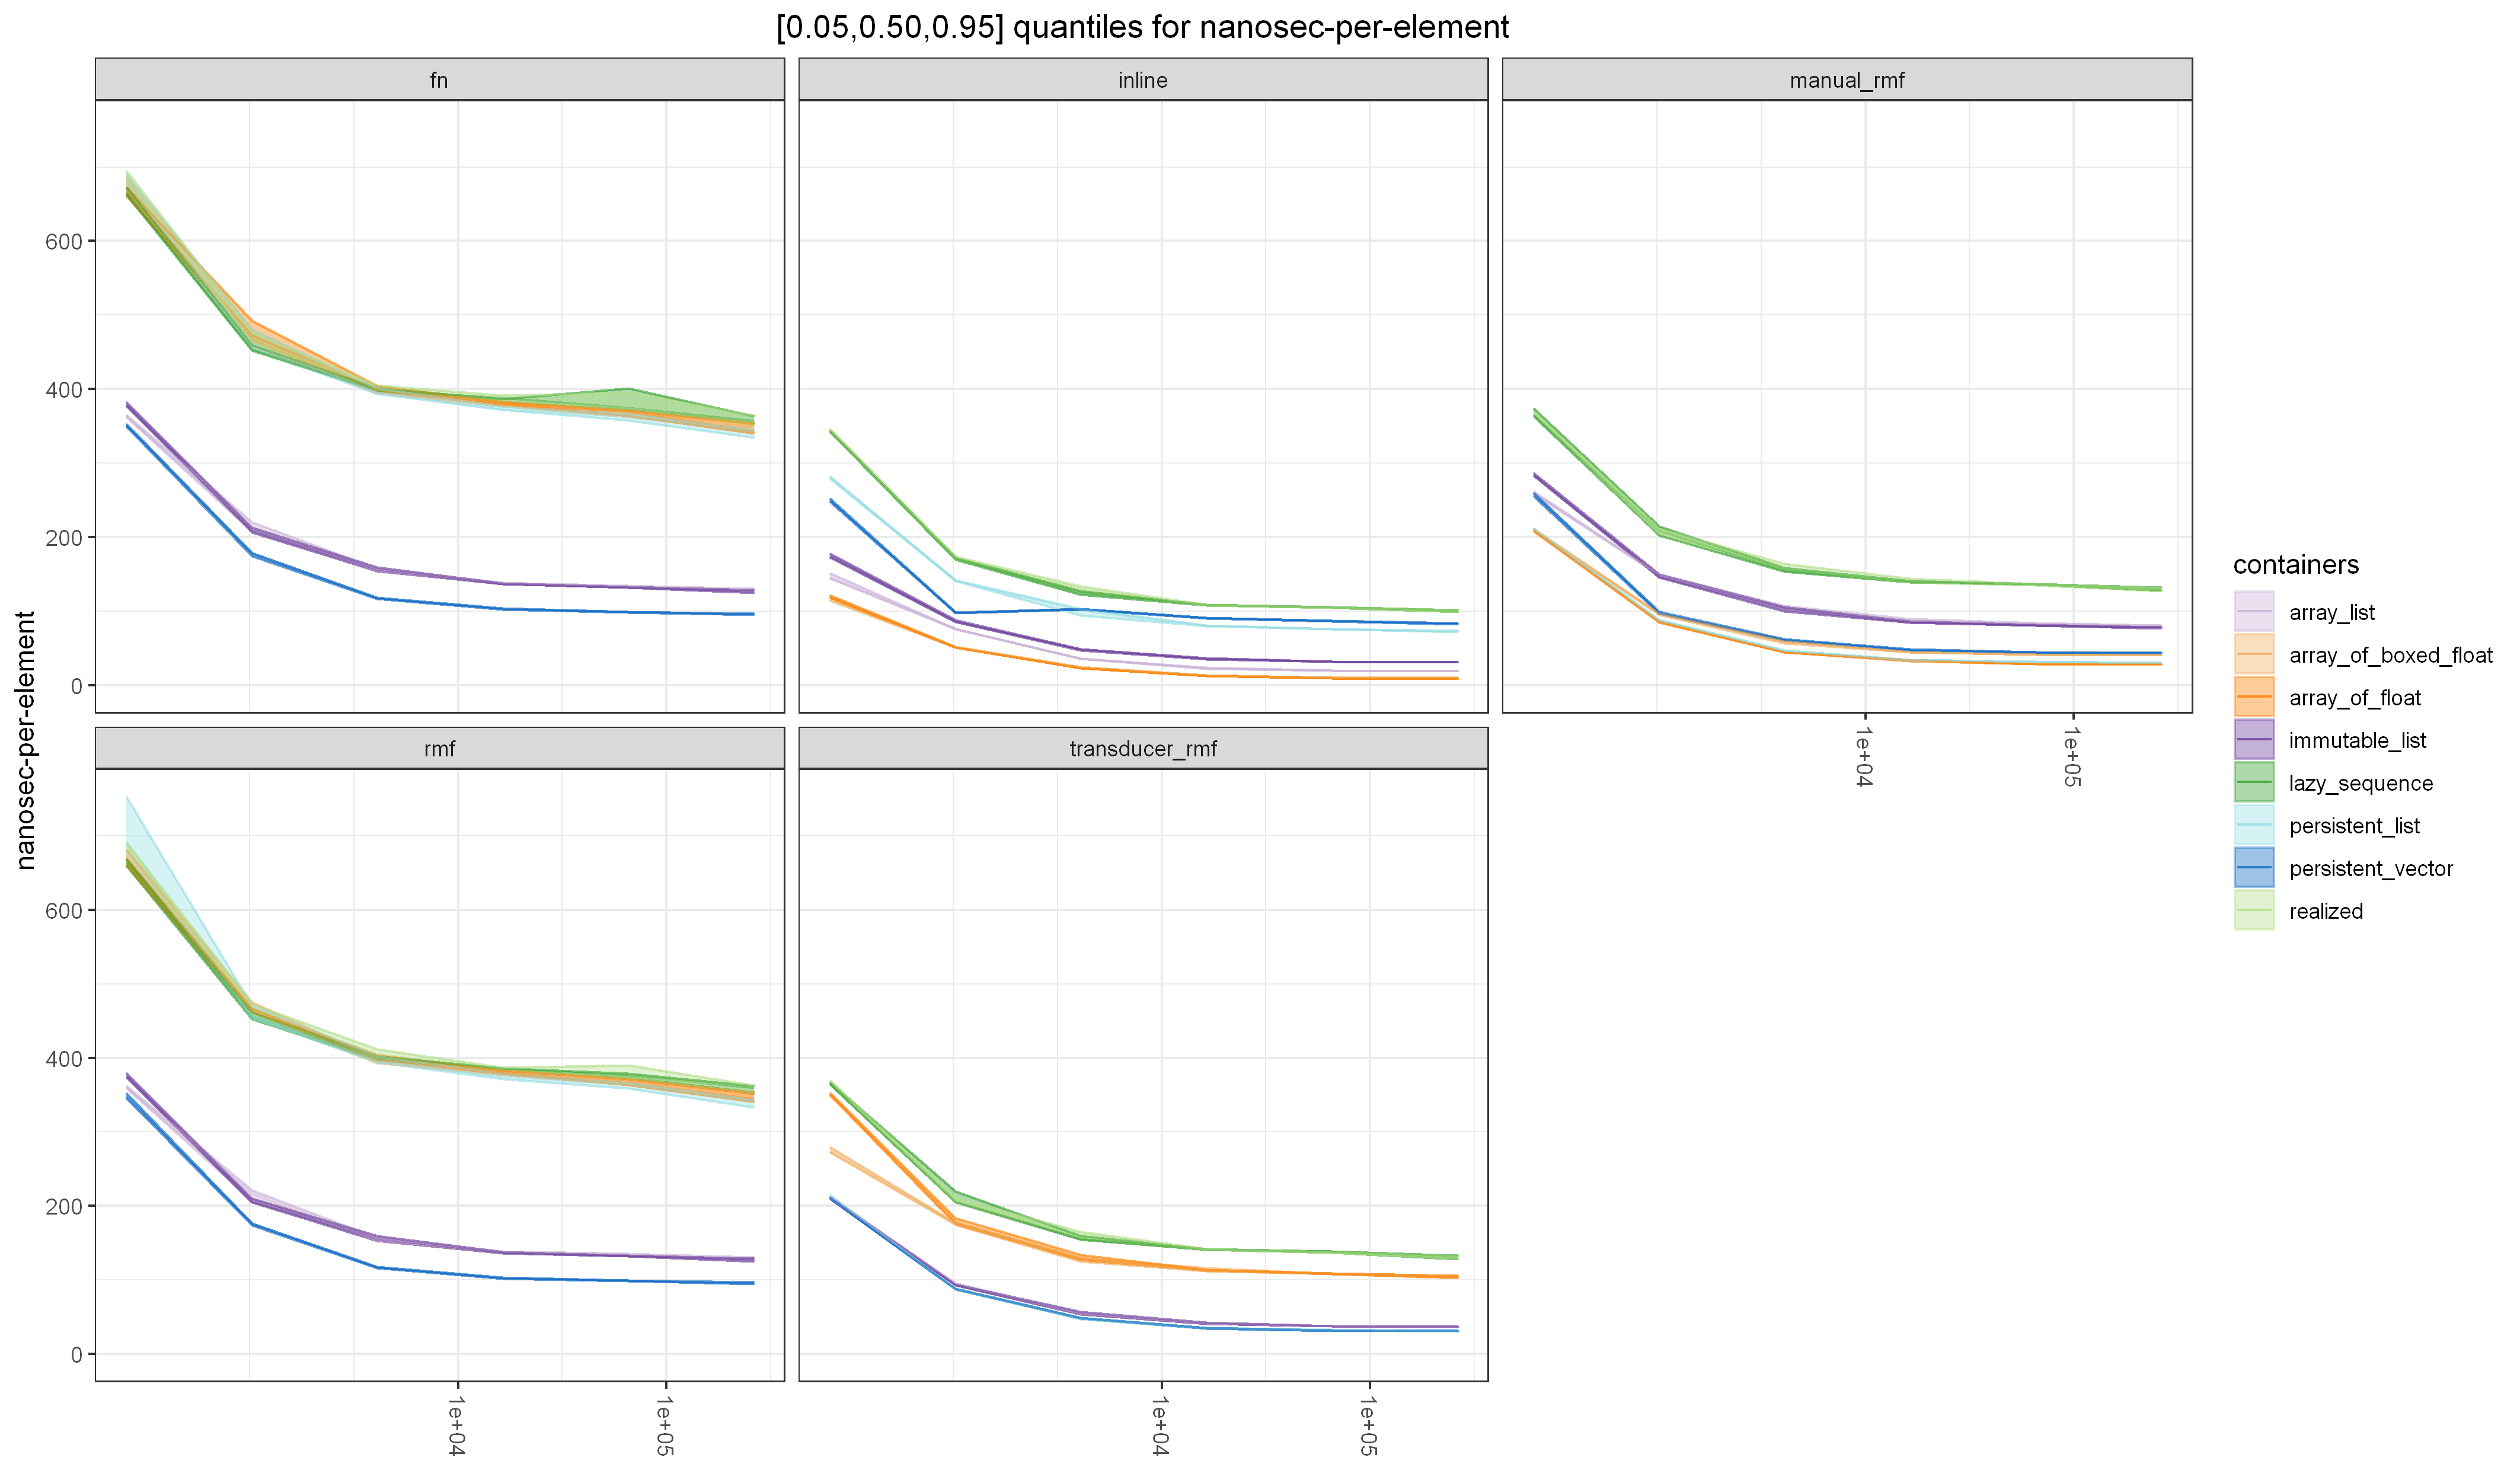 [0.05,0.50,0.95] quantiles for nanosec-per-element
fn
inline
manual_rmf
600
400
200
0
1e+04
1e+05
rmf
transducer_rmf
600
400
200
0
1e+04
1e+05
1e+04
1e+05
nanosec-per-element
containers
array_list
array_of_boxed_float
array_of_float
immutable_list
lazy_sequence
persistent_list
persistent_vector
realized